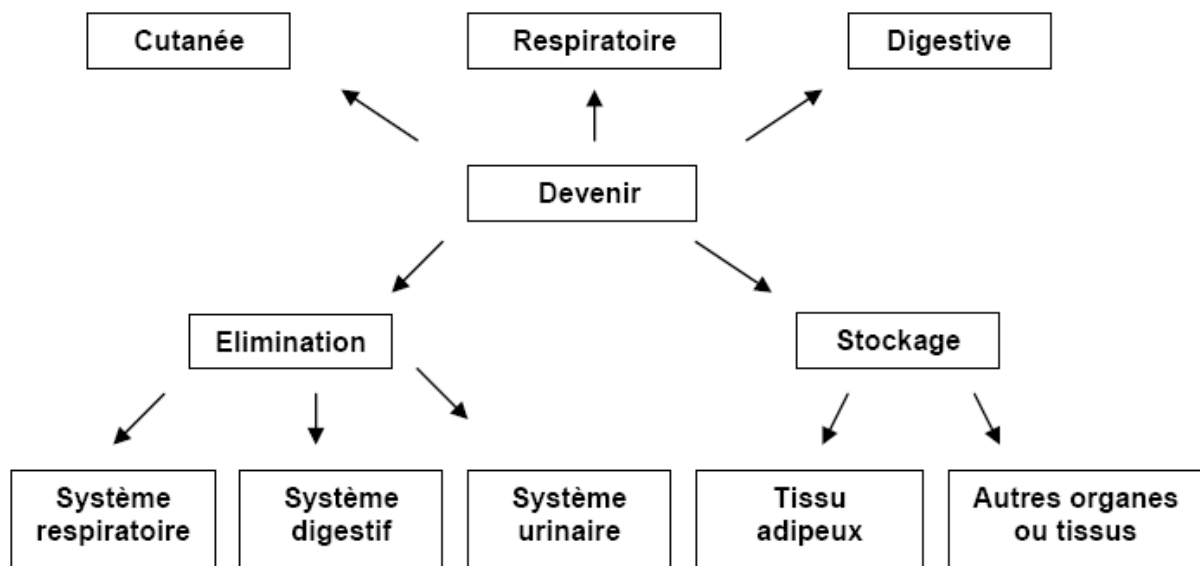 Cutanée
Respiratoire
Digestive
Devenir
Elimination
Stockage
Système
respiratoire
Système
digestif
Système
urinaire
Tissu
adipeux
Autres organes
ou tissus